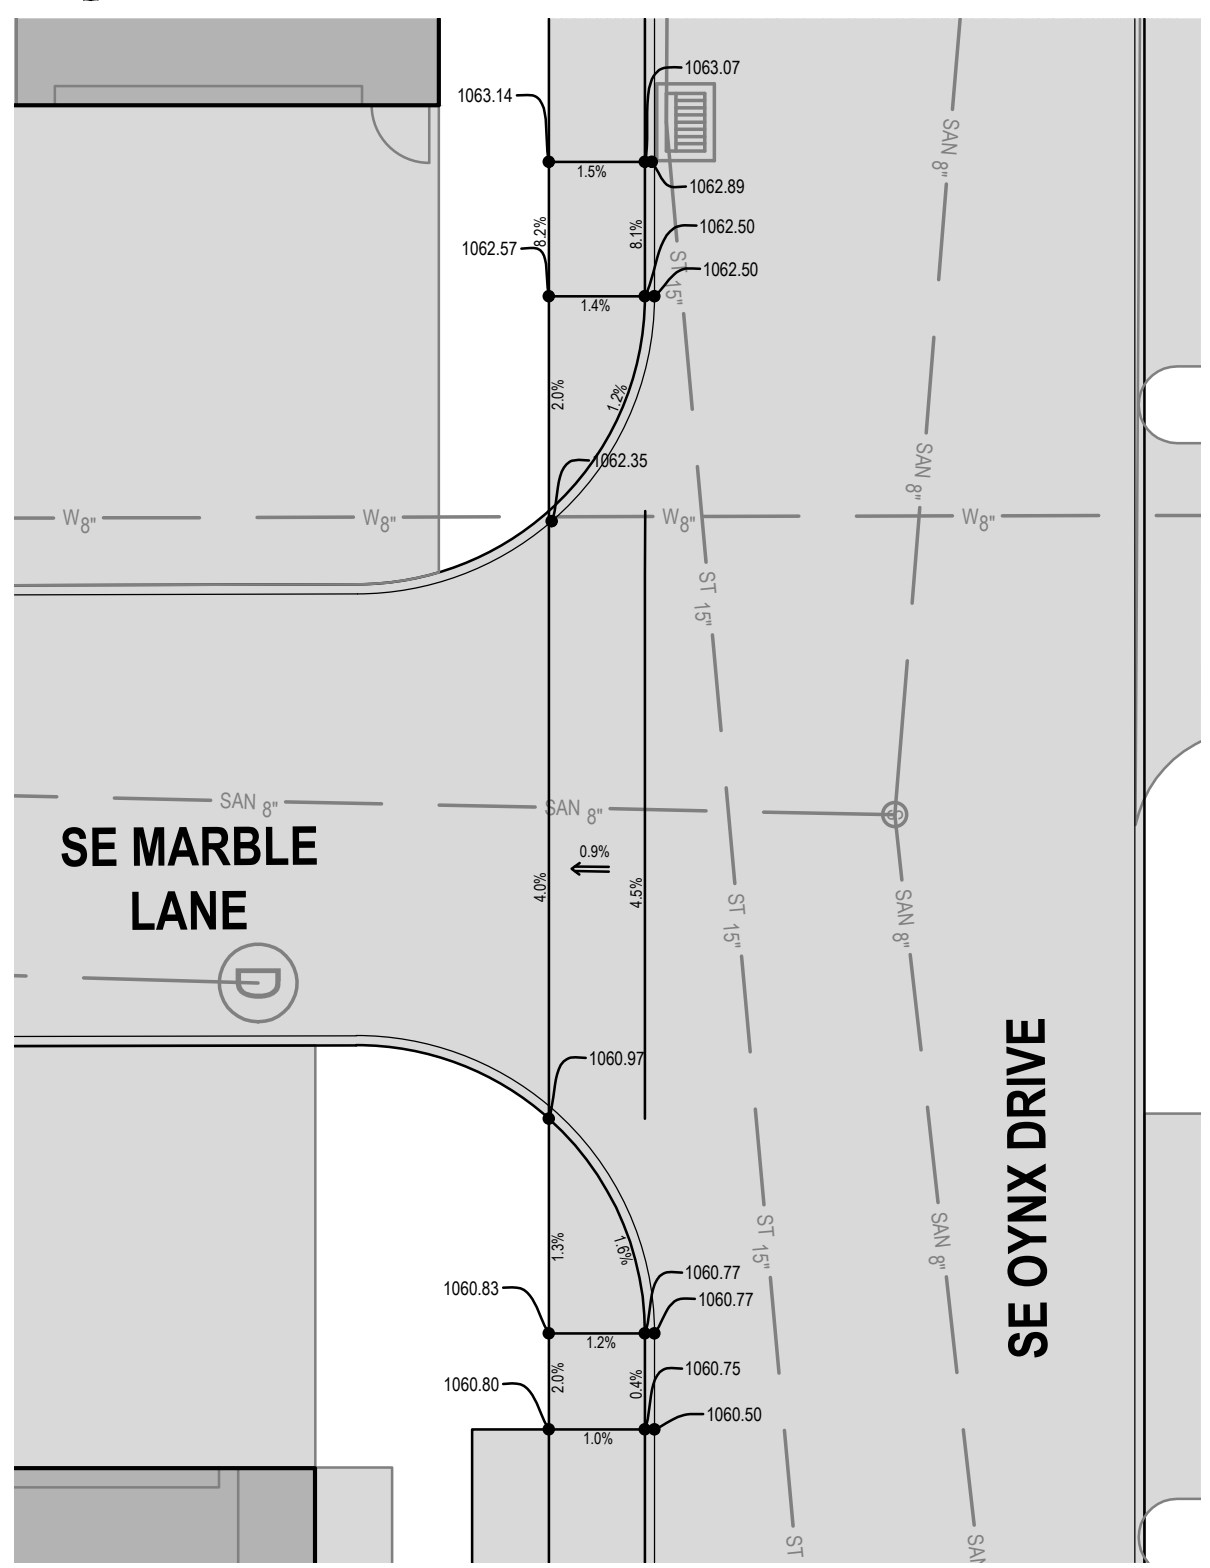 1063.07
1063.14
1.5%
1062.89
SAN 8"
8.2%
8.1%
1062.50
1062.57
ST 15"
1062.50
1.4%
2.0%
1.2%
1062.35
SAN 8"
W8"
W8"
W8"
W8"
ST 15"
SAN 8"
SAN 8"
S
SE MARBLE
LANE
0.9%
4.0%
4.5%
ST 15"
SAN 8"
D
1060.97
SE OYNX DRIVE
1.3%
1.6%
ST 15"
SAN 8"
1060.77
1060.83
1060.77
1.2%
2.0%
0.4%
1060.75
1060.80
1060.50
1.0%
ST
SAN